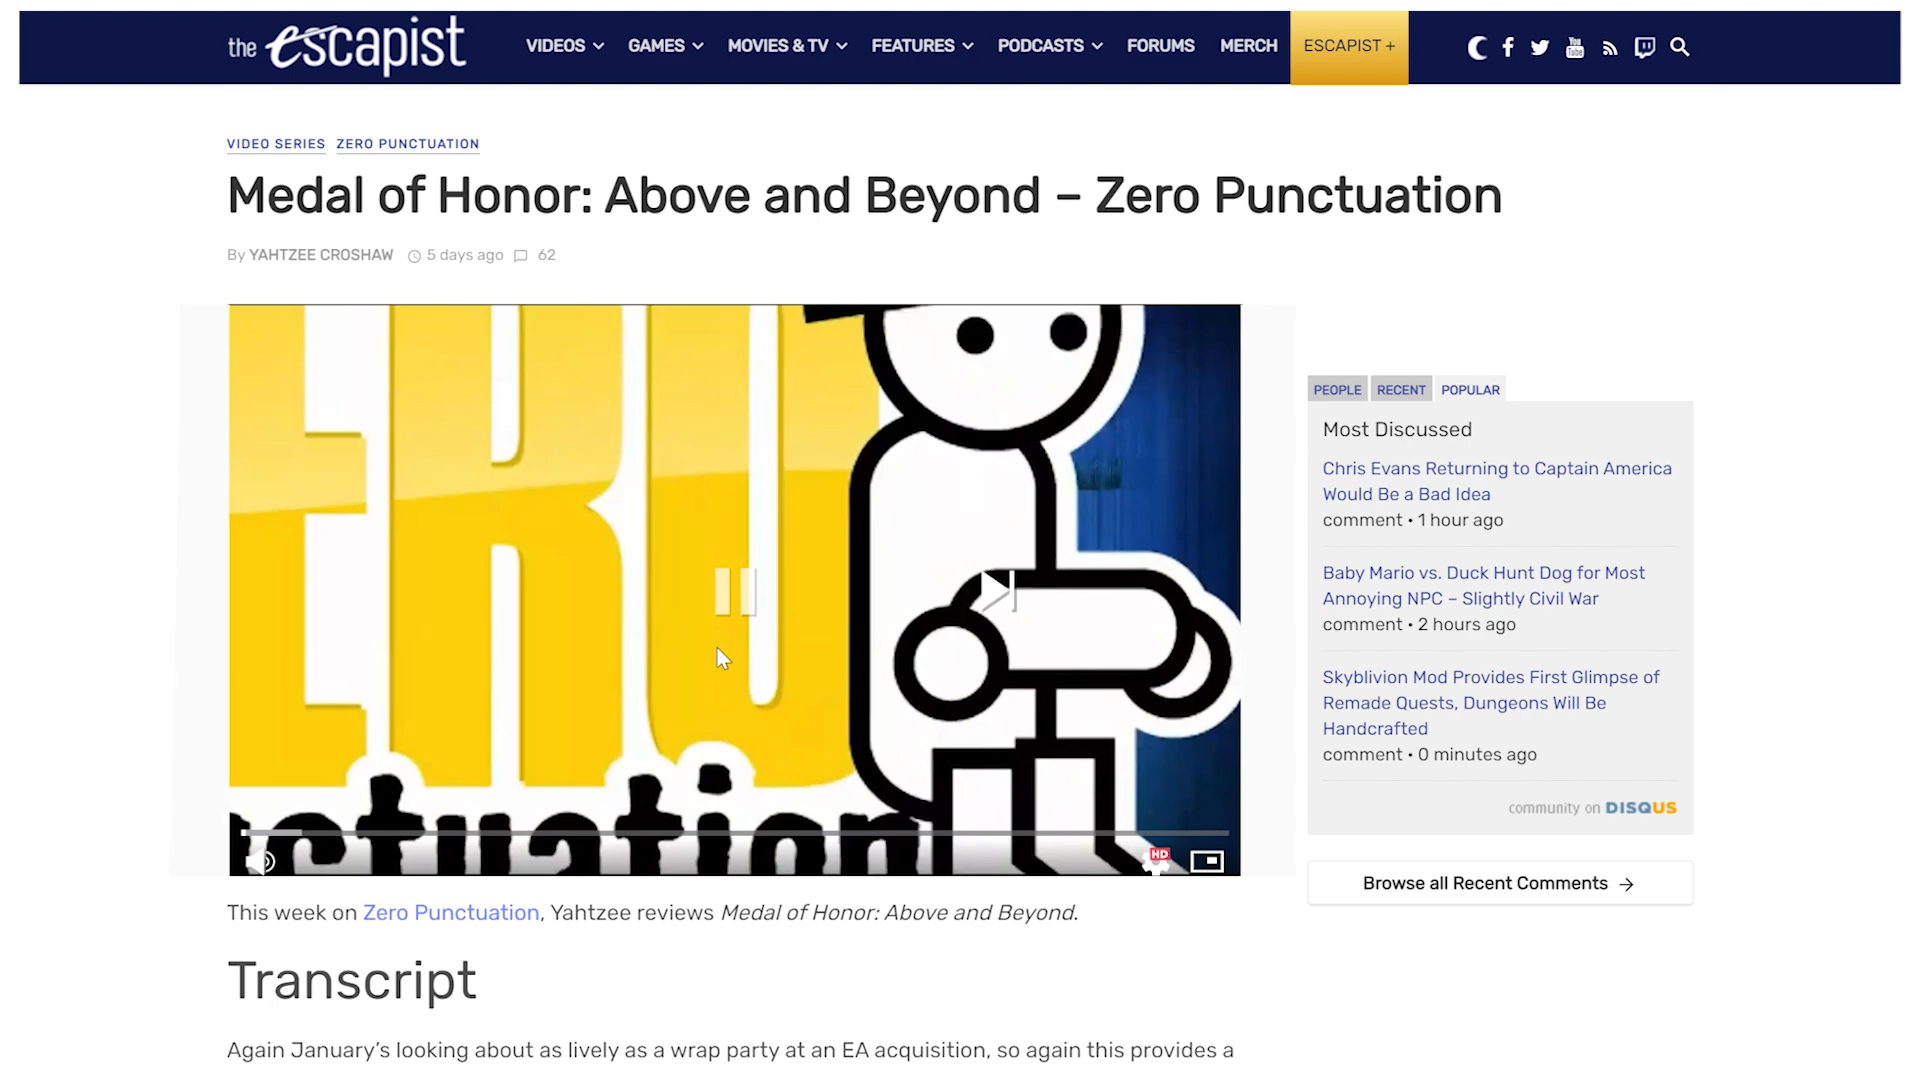 the escapist
VIDEOS GAMES MOVIES & TV FEATURES PODCASTS FORUMS MERCH ESCAPIST +
You
Tube
VIDEO SERIES ZERO PUNCTUATION
Medal of Honor: Above and Beyond – Zero Punctuation
By YAHTZEE CROSHAW 5 days ago 62
ERO
ctuation
HD
PEOPLE RECENT POPULAR
Most Discussed
Chris Evans Returning to Captain America
Would Be a Bad Idea
comment • 1 hour ago
Baby Mario vs. Duck Hunt Dog for Most
Annoying NPC – Slightly Civil War
comment • 2 hours ago
Skyblivion Mod Provides First Glimpse of
Remade Quests, Dungeons Will Be
Handcrafted
comment • 0 minutes ago
community on DISQUS
Browse all Recent Comments →
This week on Zero Punctuation, Yahtzee reviews Medal of Honor: Above and Beyond.
Transcript
Again January’s looking about as lively as a wrap party at an EA acquisition, so again this provides a